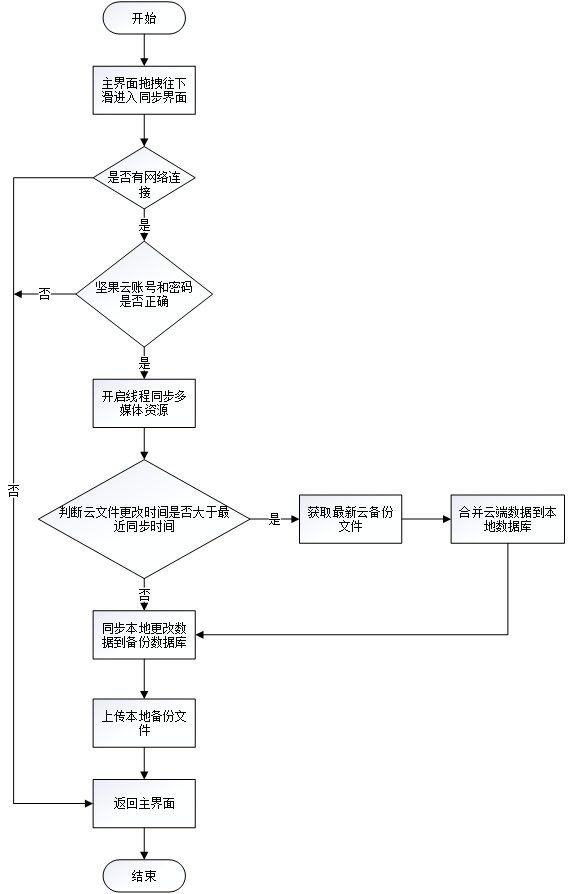 开始
主界面拖拽往下
滑进入同步界面
是否有网络连
接
是
坚果云账号和密码
是否正确
否
是
开启线程同步多
媒体资源
否
判断云文件更改时间是否大于最
近同步时间
是
获取最新云备份
文件
合并云端数据到本
地数据库
否
同步本地更改数
据到备份数据库
上传本地备份文
件
返回主界面
结束